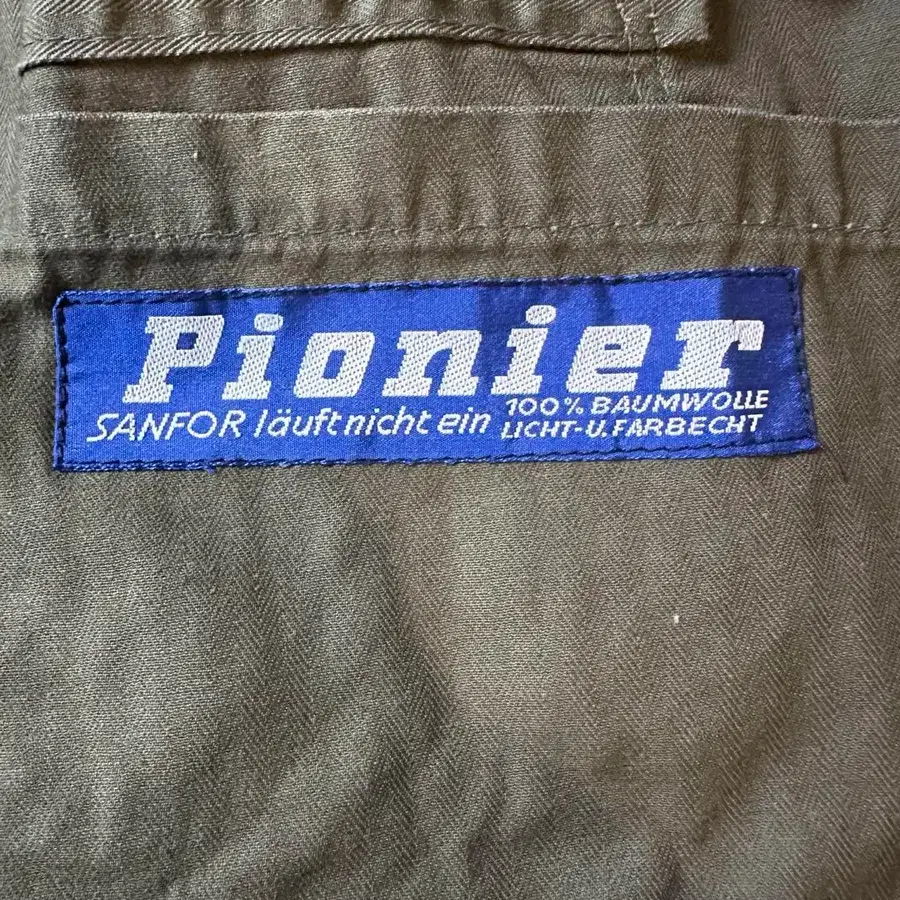 Pionier
SANFOR läuft nicht ein
100% BAUMWOLLE
LICHT-U. FARBECHT